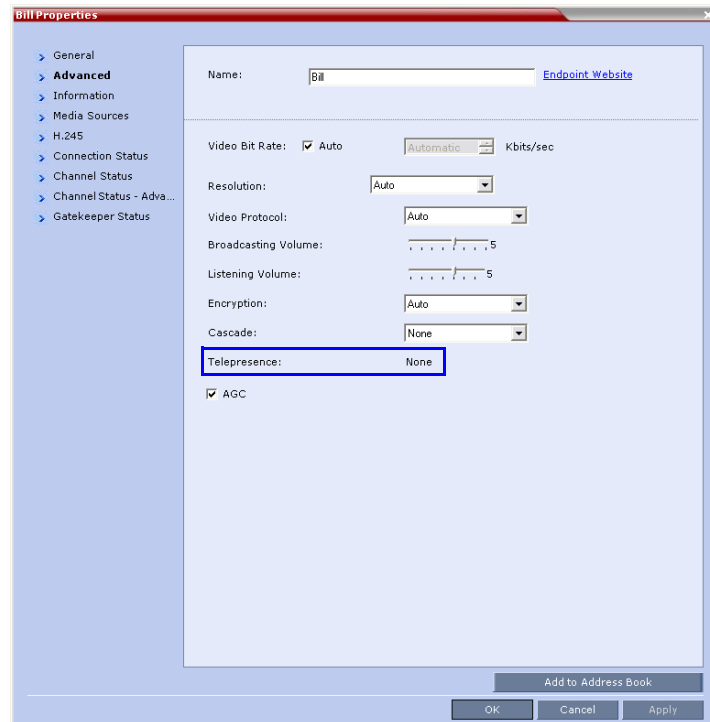 Bill Properties
General
Advanced
Information
Media Sources
H.245
Connection Status
Channel Status
Channel Status - Adva...
Gatekeeper Status
Name: Bill Endpoint Website
Video Bit Rate: Auto Automatic Kbits/sec
Resolution: Auto
Video Protocol: Auto
Broadcasting Volume: 5
Listening Volume: 5
Encryption: Auto
Cascade: None
Telepresence: None
AGC
Add to Address Book
OK Cancel Apply